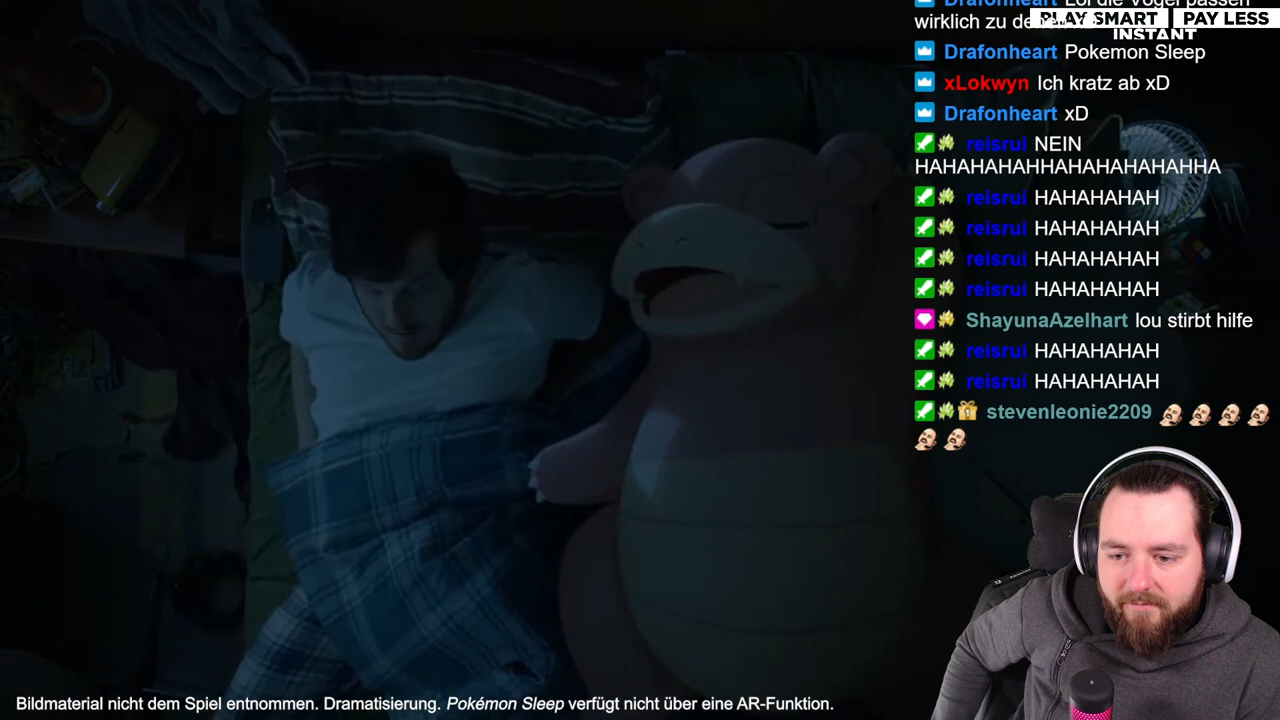 wirklich zu
PLAY SMART | PAY LESS
INSTANT
Drafonheart Pokemon Sleep
xLokwyn Ich kratz ab xD
Drafonheart xD
reisrui NEIN
HAHAHAHAHHAHAHAHAHAHHA
reisrui HAHAHAHAH
reisrui HAHAHAHAH
reisrui HAHAHAHAH
reisrui HAHAHAHAH
ShayunaAzelhart lou stirbt hilfe
reisrui HAHAHAHAH
reisrui HAHAHAHAH
stevenleonie2209
Bildmaterial nicht dem Spiel entnommen. Dramatisierung. Pokémon Sleep verfügt nicht über eine AR-Funktion.